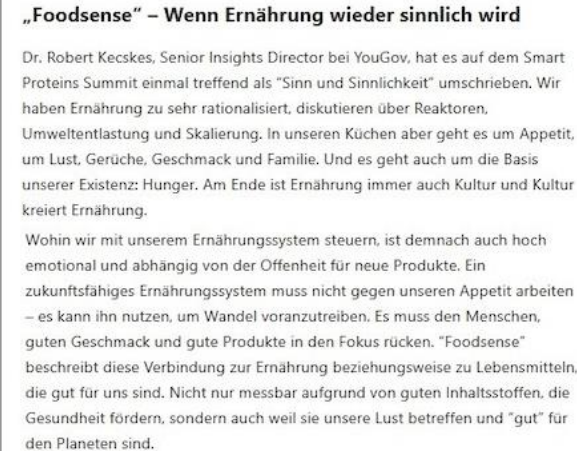 „Foodsense“ – Wenn Ernährung wieder sinnlich wird
Dr. Robert Kecskes, Senior Insights Director bei YouGov, hat es auf dem Smart
Proteins Summit einmal treffend als "Sinn und Sinnlichkeit" umschrieben. Wir
haben Ernährung zu sehr rationalisiert, diskutieren über Reaktoren,
Umweltentlastung und Skalierung. In unseren Küchen aber geht es um Appetit,
um Lust, Gerüche, Geschmack und Familie. Und es geht auch um die Basis
unserer Existenz: Hunger. Am Ende ist Ernährung immer auch Kultur und Kultur
kreiert Ernährung.
Wohin wir mit unserem Ernährungssystem steuern, ist demnach auch hoch
emotional und abhängig von der Offenheit für neue Produkte. Ein
zukunftsfähiges Ernährungssystem muss nicht gegen unseren Appetit arbeiten
– es kann ihn nutzen, um Wandel voranzutreiben. Es muss den Menschen,
guten Geschmack und gute Produkte in den Fokus rücken. "Foodsense"
beschreibt diese Verbindung zur Ernährung beziehungsweise zu Lebensmitteln,
die gut für uns sind. Nicht nur messbar aufgrund von guten Inhaltsstoffen, die
Gesundheit fördern, sondern auch weil sie unsere Lust betreffen und "gut" für
den Planeten sind.